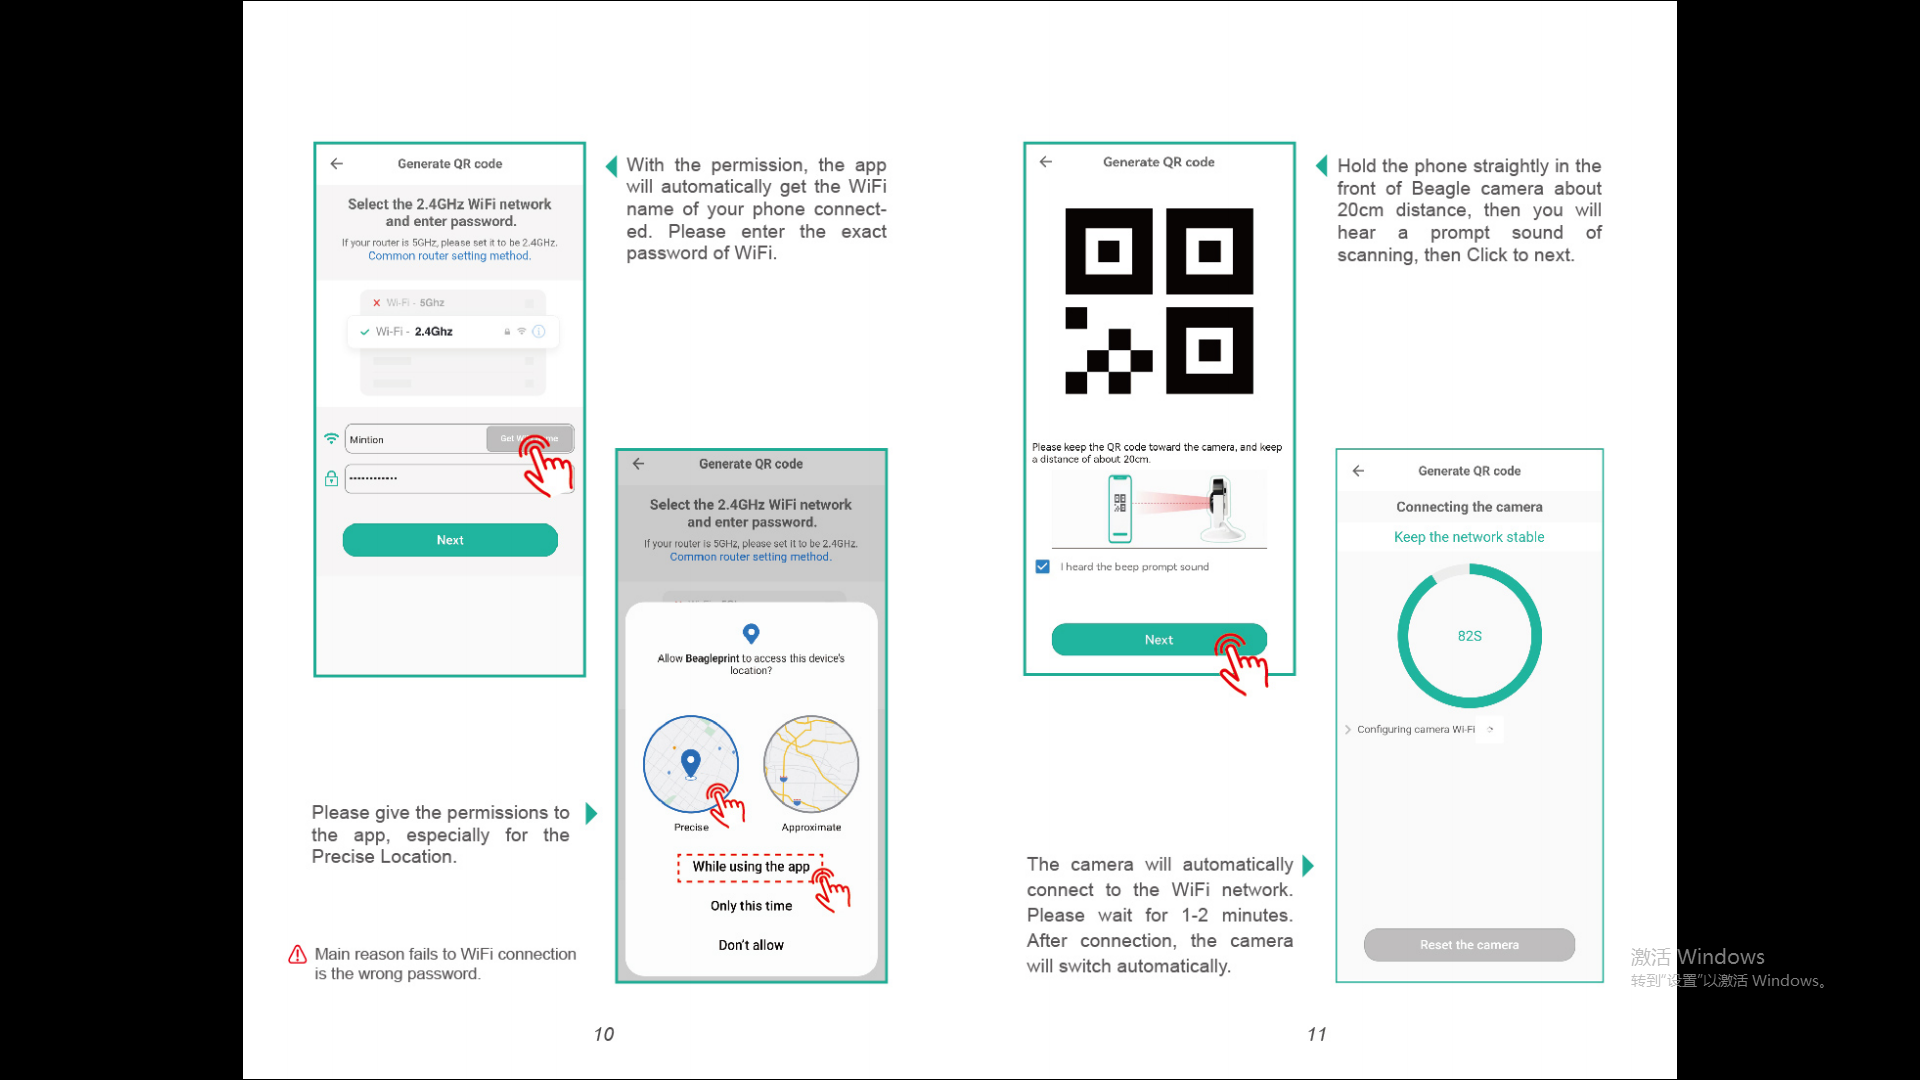 Generate QR code
Select the 2.4GHz WiFi network
and enter password.
If your router is 5GHz, please set it to be 2.4GHz.
Common router setting method.
Wi-Fi - 5Ghz
Wi-Fi - 2.4Ghz
Mintion
Get
Next
With the permission, the app
will automatically get the WiFi
name of your phone connect-
ed. Please enter the exact
password of WiFi.
Please give the permissions to
the app, especially for the
Precise Location.
Main reason fails to WiFi connection
is the wrong password.
Generate QR code
Select the 2.4GHz WiFi network
and enter password.
If your router is 5GHz, please set it to be 2.4GHz.
Common router setting method.
Allow Beagleprint to access this device's
location?
Precise
Approximate
While using the app
Only this time
Don't allow
10
Generate QR code
Please keep the QR code toward the camera, and keep
a distance of about 20cm.
I heard the beep prompt sound
Next
Hold the phone straightly in the
front of Beagle camera about
20cm distance, then you will
hear a prompt sound of
scanning, then Click to next.
The camera will automatically
connect to the WiFi network.
Please wait for 1-2 minutes.
After connection, the camera
will switch automatically.
Generate QR code
Connecting the camera
Keep the network stable
82S
Configuring camera Wi-Fi
Reset the camera
11
激活 Windows
转到"设置"以激活 Windows。